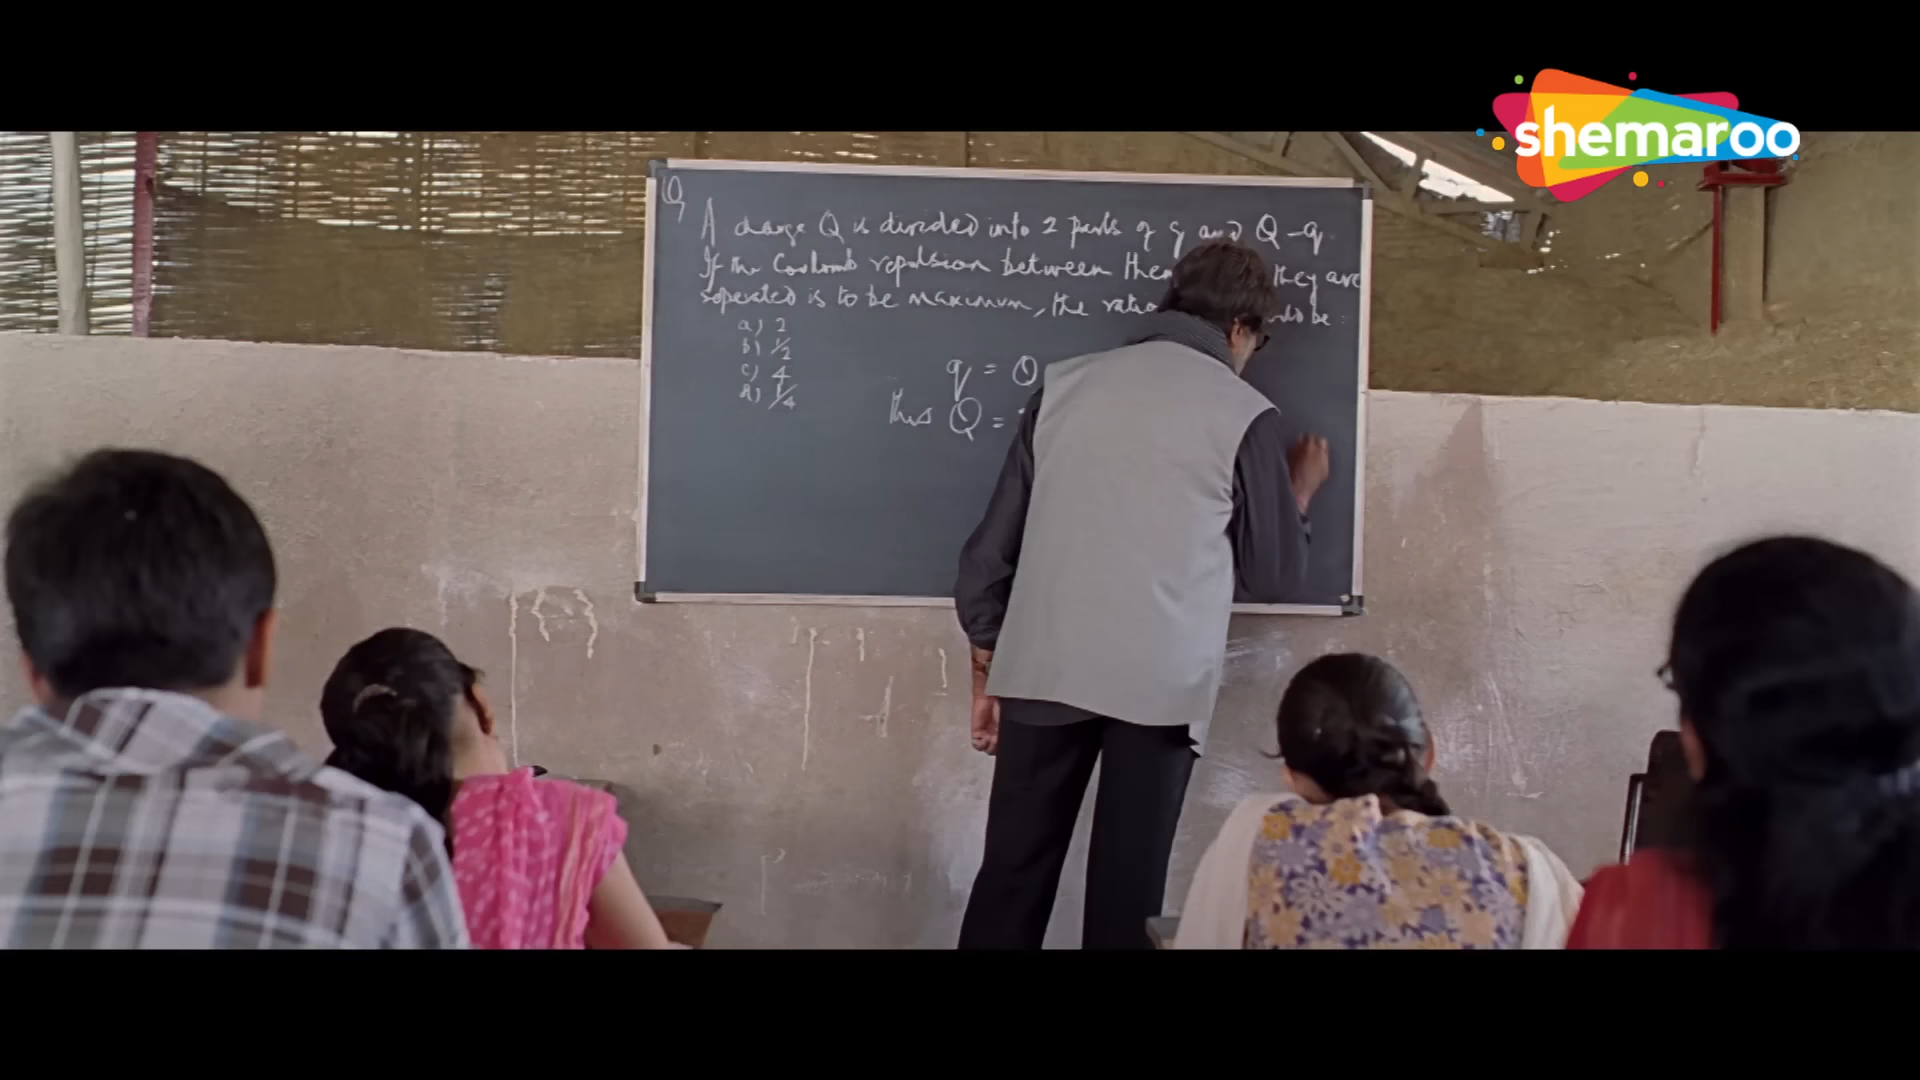 shemaroo
Q
A charge Q is divided into 2 parts of q and Q-q.
If the Coulomb repulsion between them they are
seperated is to be maximum, the ratio be:
a) 2
b) 1/2
c) 4
d) 1/4
q = Q
thus Q =